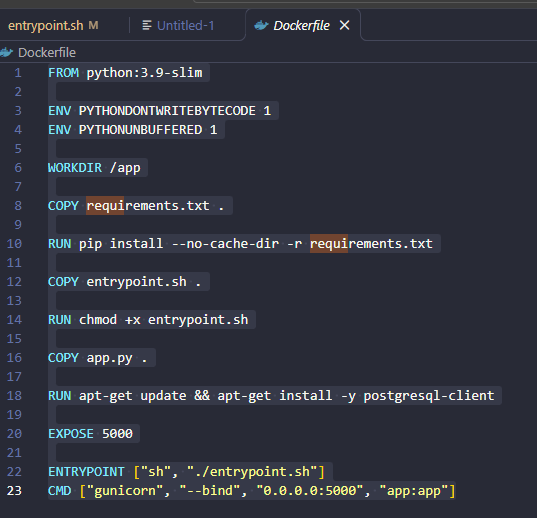 entrypoint.sh M Untitled-1 Dockerfile
Dockerfile
1 FROM python:3.9-slim
2
3 ENV PYTHONDONTWRITEBYTECODE 1
4 ENV PYTHONUNBUFFERED 1
5
6 WORKDIR /app
7
8 COPY requirements.txt .
9
10 RUN pip install --no-cache-dir -r requirements.txt
11
12 COPY entrypoint.sh .
13
14 RUN chmod +x entrypoint.sh
15
16 COPY app.py .
17
18 RUN apt-get update && apt-get install -y postgresql-client
19
20 EXPOSE 5000
21
22 ENTRYPOINT ["sh", "./entrypoint.sh"]
23 CMD ["gunicorn", "--bind", "0.0.0.0:5000", "app:app"]